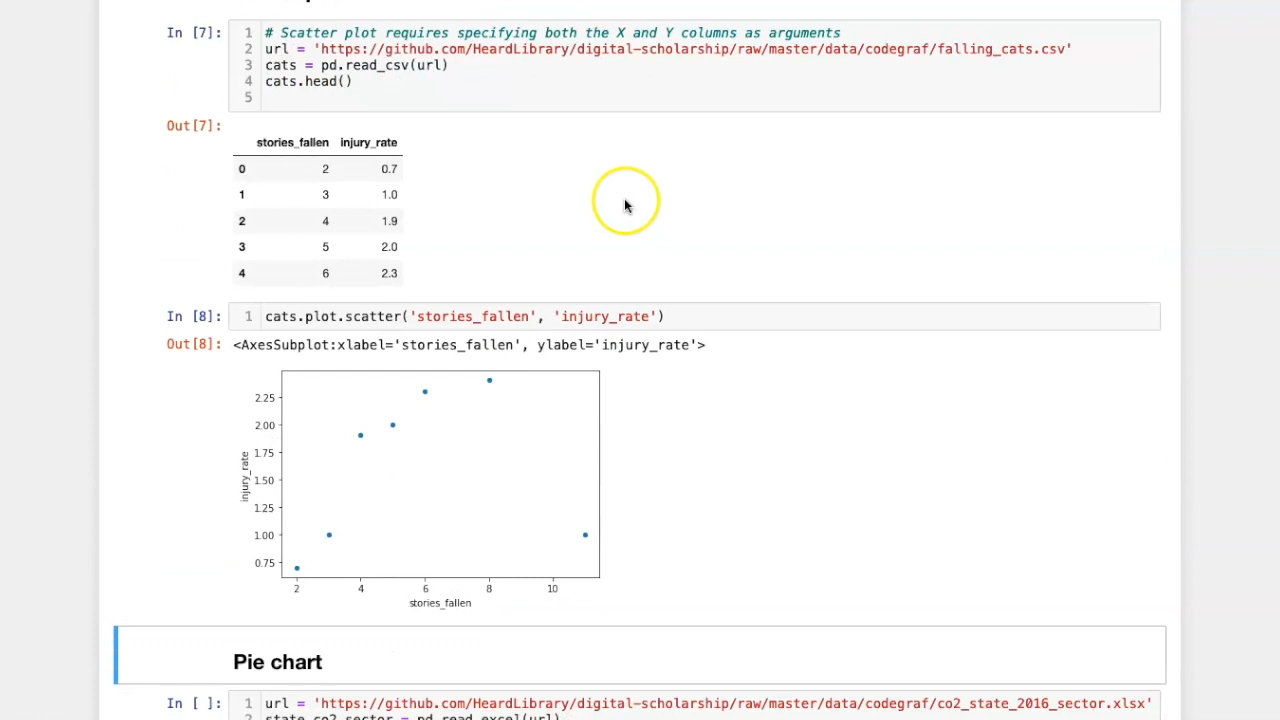 In [7]:
1 # Scatter plot requires specifying both the X and Y columns as arguments
2 url = 'https://github.com/HeardLibrary/digital-scholarship/raw/master/data/codegraf/falling_cats.csv'
3 cats = pd.read_csv(url)
4 cats.head()
5
Out[7]:
stories_fallen injury_rate
0 2 0.7
1 3 1.0
2 4 1.9
3 5 2.0
4 6 2.3
In [8]: 1 cats.plot.scatter('stories_fallen', 'injury_rate')
Out[8]: <AxesSubplot:xlabel='stories_fallen', ylabel='injury_rate'>
2.25
2.00
1.75
1.50
1.25
1.00
0.75
injury_rate
2 4 6 8 10
stories_fallen
Pie chart
In [ ]: 1 url = 'https://github.com/HeardLibrary/digital-scholarship/raw/master/data/codegraf/co2_state_2016_sector.xlsx'
2 state_co2_sector = pd.read_excel(url)